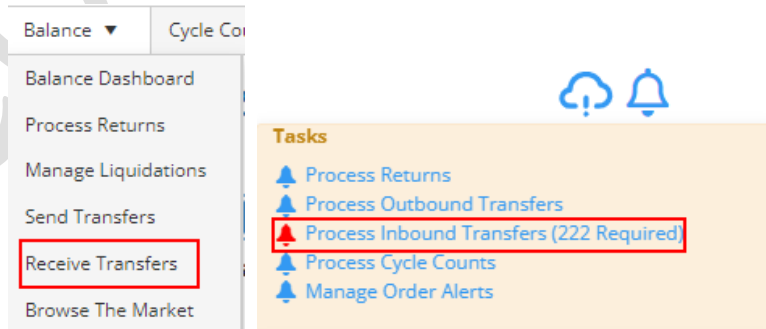 Balance ▼
Cycle Cou
Balance Dashboard
Process Returns
Manage Liquidations
Send Transfers
Receive Transfers
Browse The Market
Tasks
Process Returns
Process Outbound Transfers
Process Inbound Transfers (222 Required)
Process Cycle Counts
Manage Order Alerts